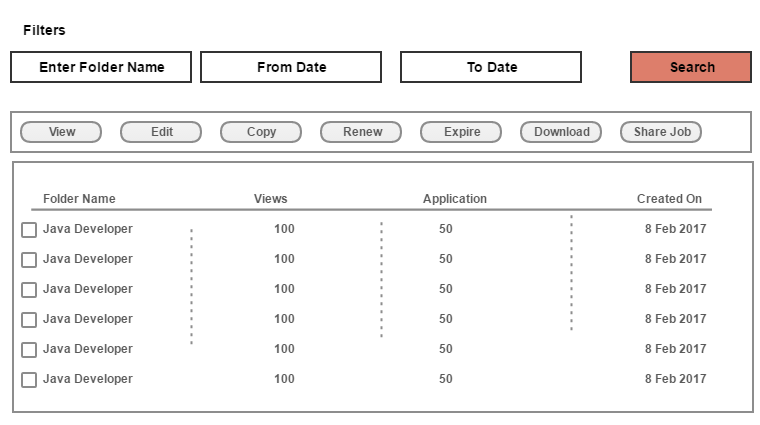 Filters
Enter Folder Name From Date To Date Search
View Edit Copy Renew Expire Download Share Job
Folder Name Views Application Created On
Java Developer 100 50 8 Feb 2017
Java Developer 100 50 8 Feb 2017
Java Developer 100 50 8 Feb 2017
Java Developer 100 50 8 Feb 2017
Java Developer 100 50 8 Feb 2017
Java Developer 100 50 8 Feb 2017